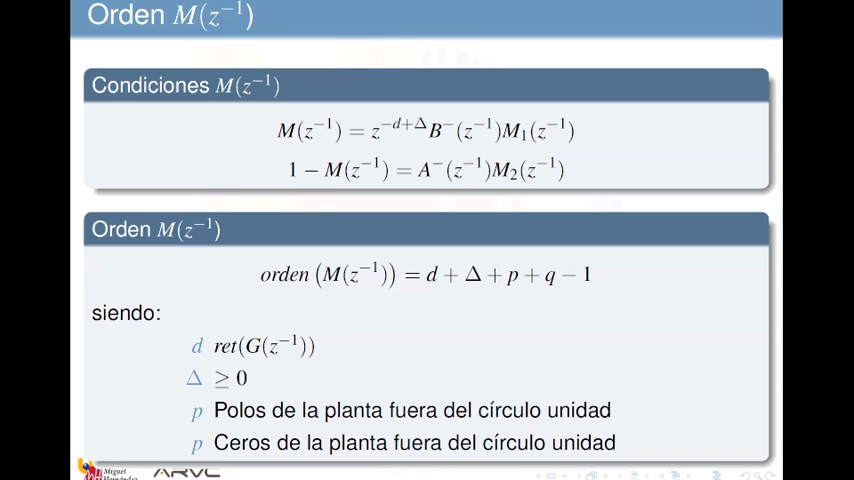 Orden M(z⁻¹)
Condiciones M(z⁻¹)
M(z⁻¹) = z^{-d+Δ}B⁻(z⁻¹)M₁(z⁻¹)
1 − M(z⁻¹) = A⁻(z⁻¹)M₂(z⁻¹)
Orden M(z⁻¹)
orden (M(z⁻¹)) = d + Δ + p + q − 1
siendo:
d ret(G(z⁻¹))
Δ ≥ 0
p Polos de la planta fuera del círculo unidad
p Ceros de la planta fuera del círculo unidad
Miguel
Hernández
ARVC